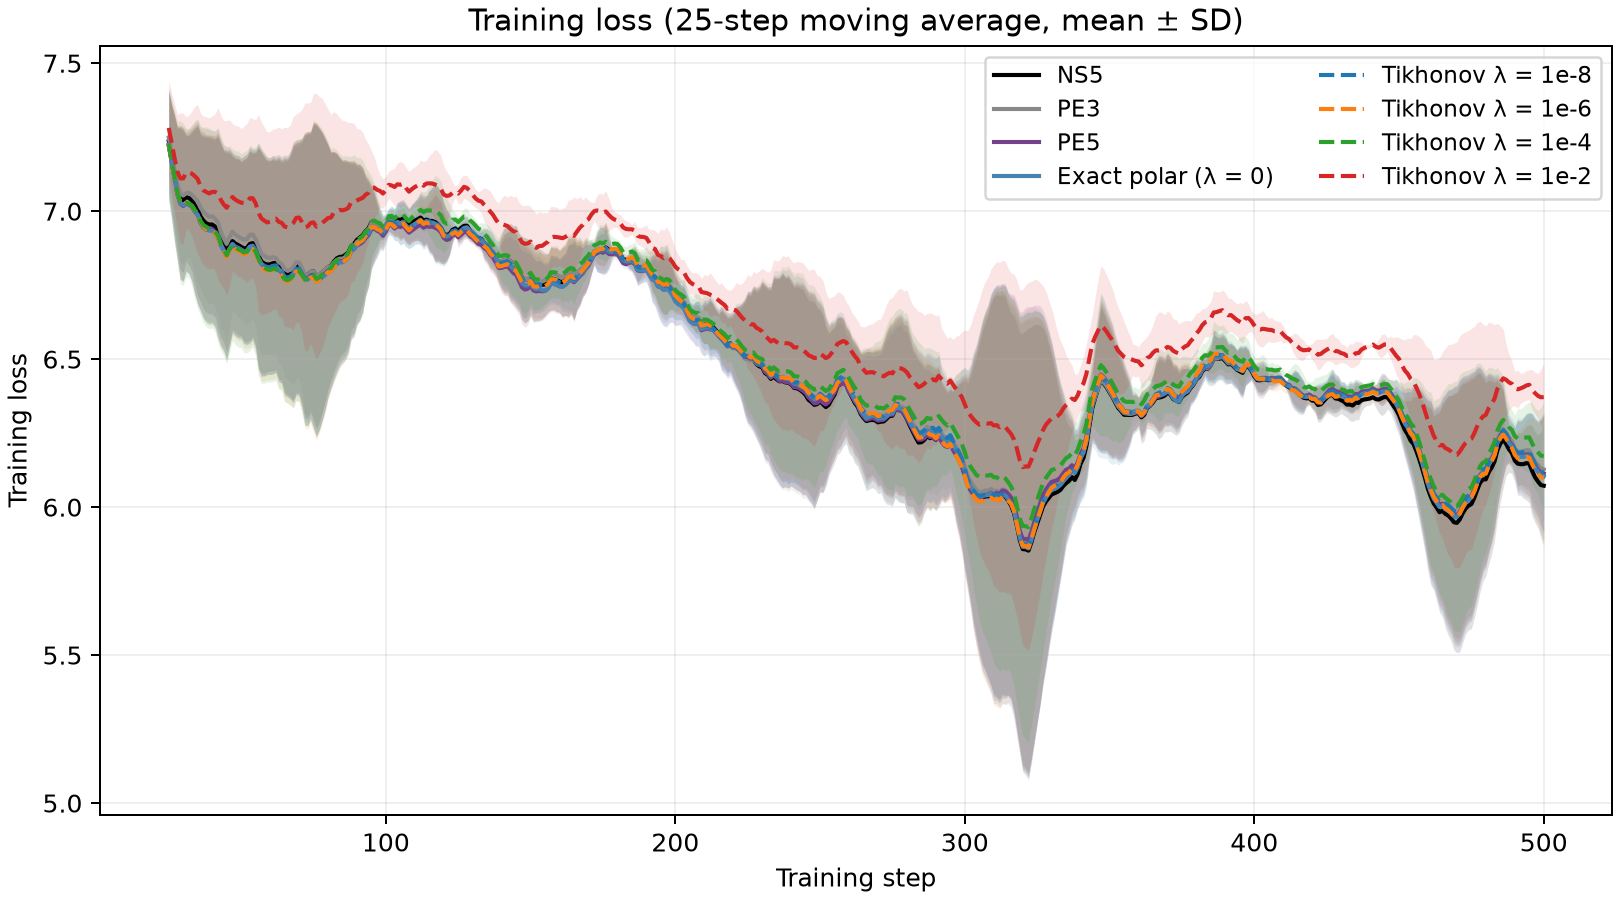 Training loss (25-step moving average, mean ± SD)
7.5
7.0
6.5
6.0
5.5
5.0
Training loss
NS5
PE3
PE5
Exact polar (λ = 0)
Tikhonov λ = 1e-8
Tikhonov λ = 1e-6
Tikhonov λ = 1e-4
Tikhonov λ = 1e-2
100
200
300
400
500
Training step